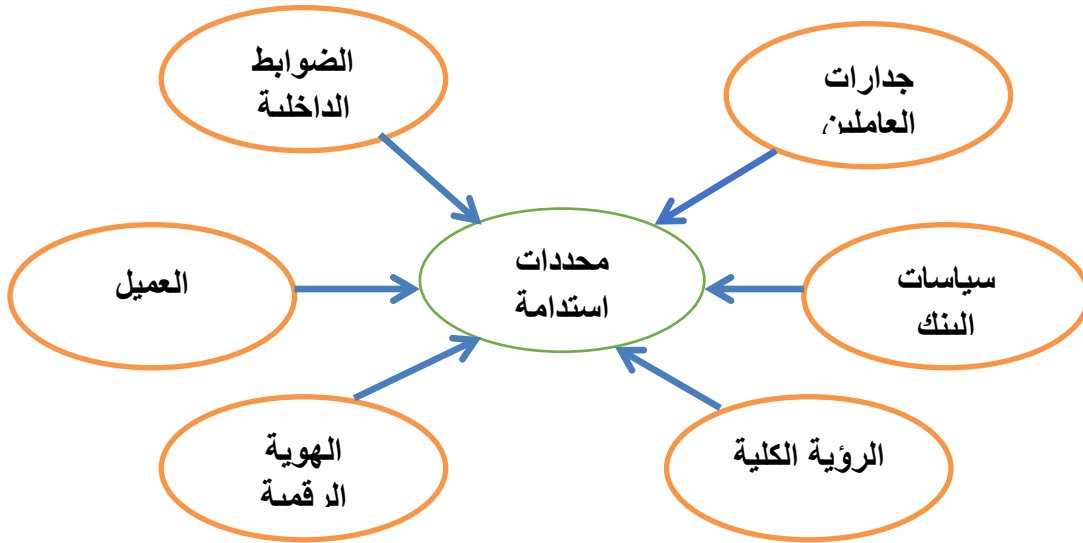 الضوابط
الداخلية
جدارات
العاملين
العميل
محددات
استدامة
سياسات
البنك
الهوية
الرقمية
الرؤية الكلية